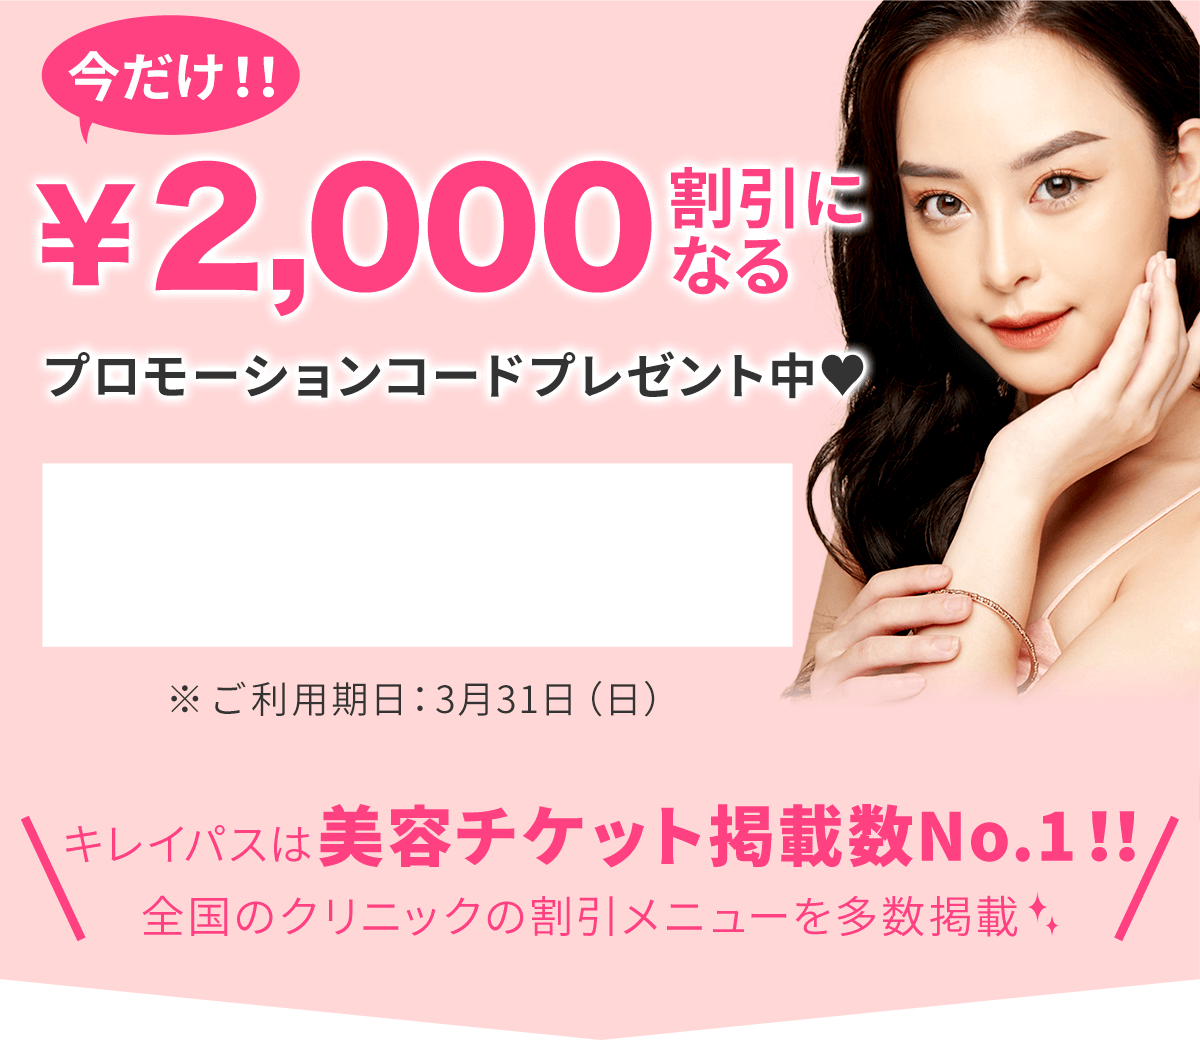 今だけ!!
¥2,000割引に
なる
プロモーションコードプレゼント中♥
※ご利用期日：3月31日（日）
キレイパスは美容チケット掲載数No.1!!
全国のクリニックの割引メニューを多数掲載